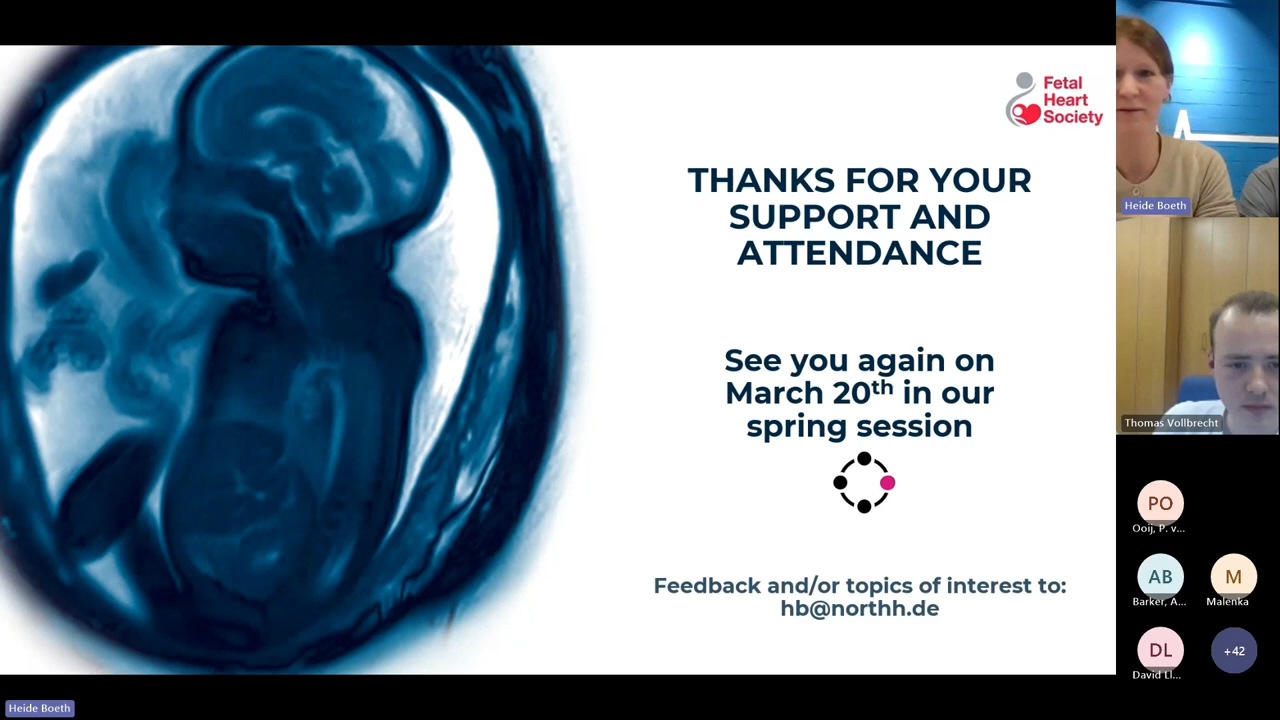 Fetal
Heart
Society
THANKS FOR YOUR
SUPPORT AND
ATTENDANCE
See you again on
March 20th in our
spring session
Feedback and/or topics of interest to:
hb@northh.de
Heide Boeth
Thomas Vollbrecht
PO
Ooij, P. v...
AB
Barker, A...
M
Malenka
DL
David Ll...
+42
Heide Boeth